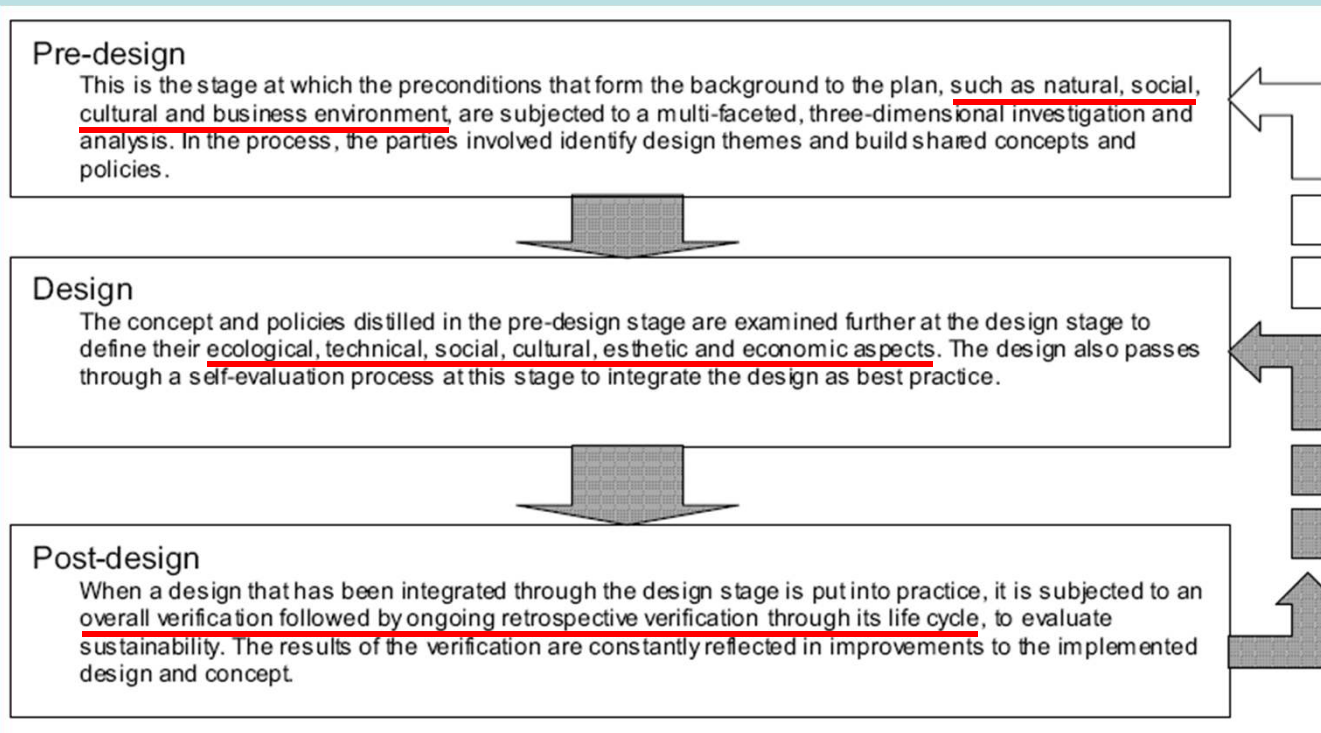 Pre-design
This is the stage at which the preconditions that form the background to the plan, such as natural, social,
cultural and business environment, are subjected to a multi-faceted, three-dimensional investigation and
analysis. In the process, the parties involved identify design themes and build shared concepts and
policies.
Design
The concept and policies distilled in the pre-design stage are examined further at the design stage to
define their ecological, technical, social, cultural, esthetic and economic aspects. The design also passes
through a self-evaluation process at this stage to integrate the design as best practice.
Post-design
When a design that has been integrated through the design stage is put into practice, it is subjected to an
overall verification followed by ongoing retrospective verification through its life cycle, to evaluate
sustainability. The results of the verification are constantly reflected in improvements to the implemented
design and concept.